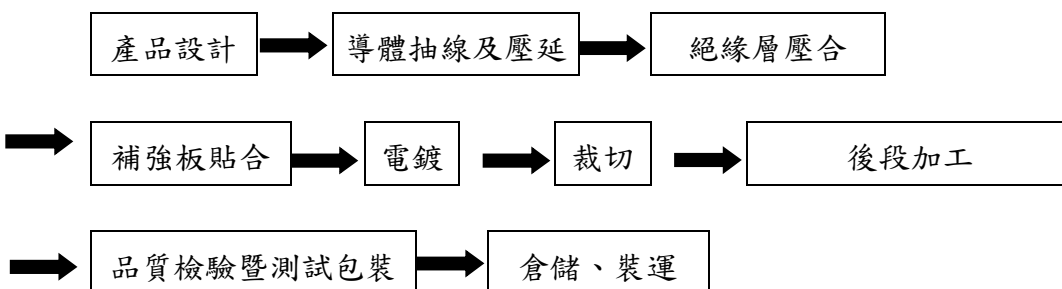 產品設計 導體抽線及壓延 絕緣層壓合
補強板貼合 電鍍 裁切 後段加工
品質檢驗暨測試包裝 倉儲、裝運